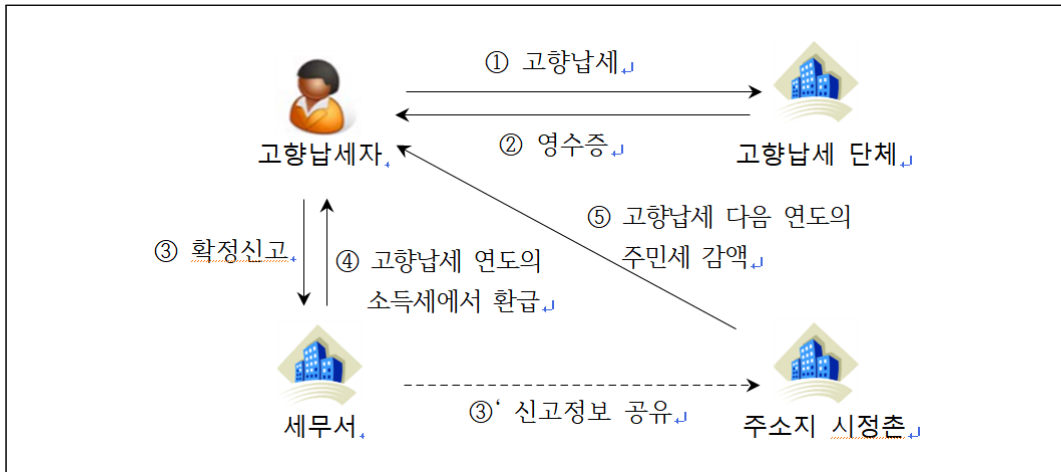 ① 고향납세
② 영수증
고향납세자
고향납세 단체
③ 확정신고
④ 고향납세 연도의
소득세에서 환급
⑤ 고향납세 다음 연도의
주민세 감액
③‘ 신고정보 공유
세무서
주소지 시정촌